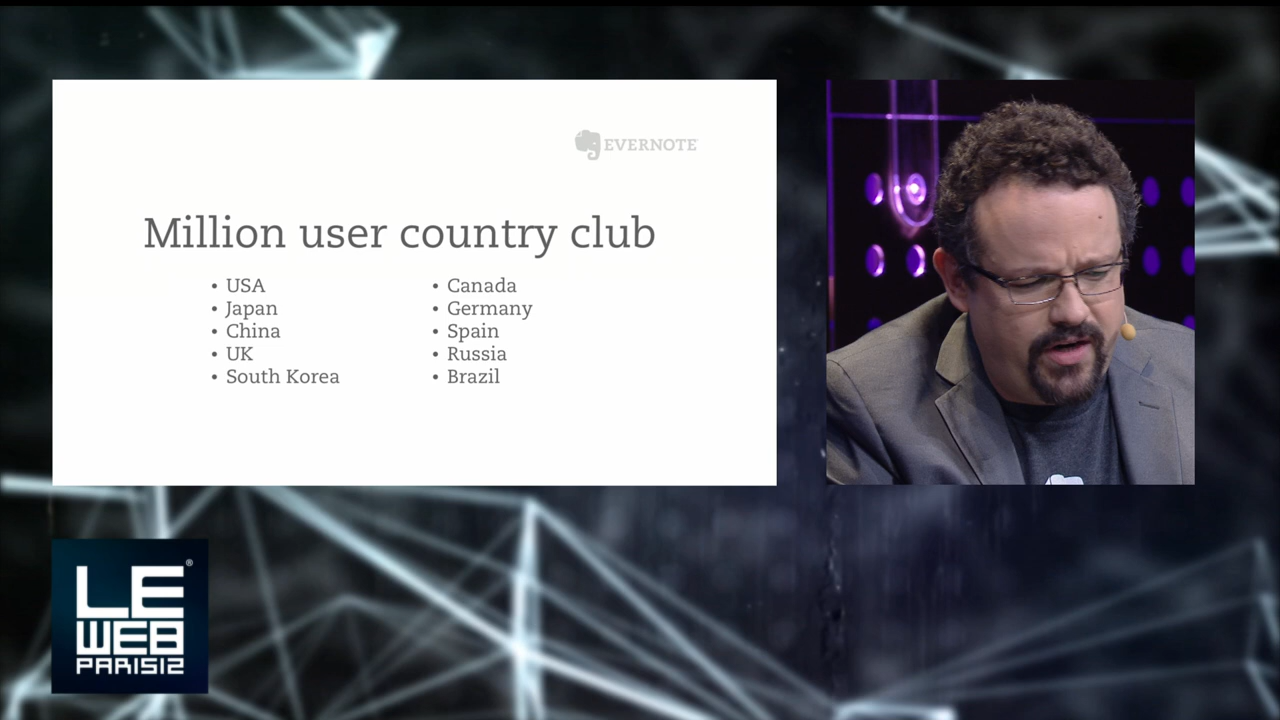 EVERNOTE
Million user country club
• USA
• Japan
• China
• UK
• South Korea
• Canada
• Germany
• Spain
• Russia
• Brazil
LE®
WEB
PARIS12